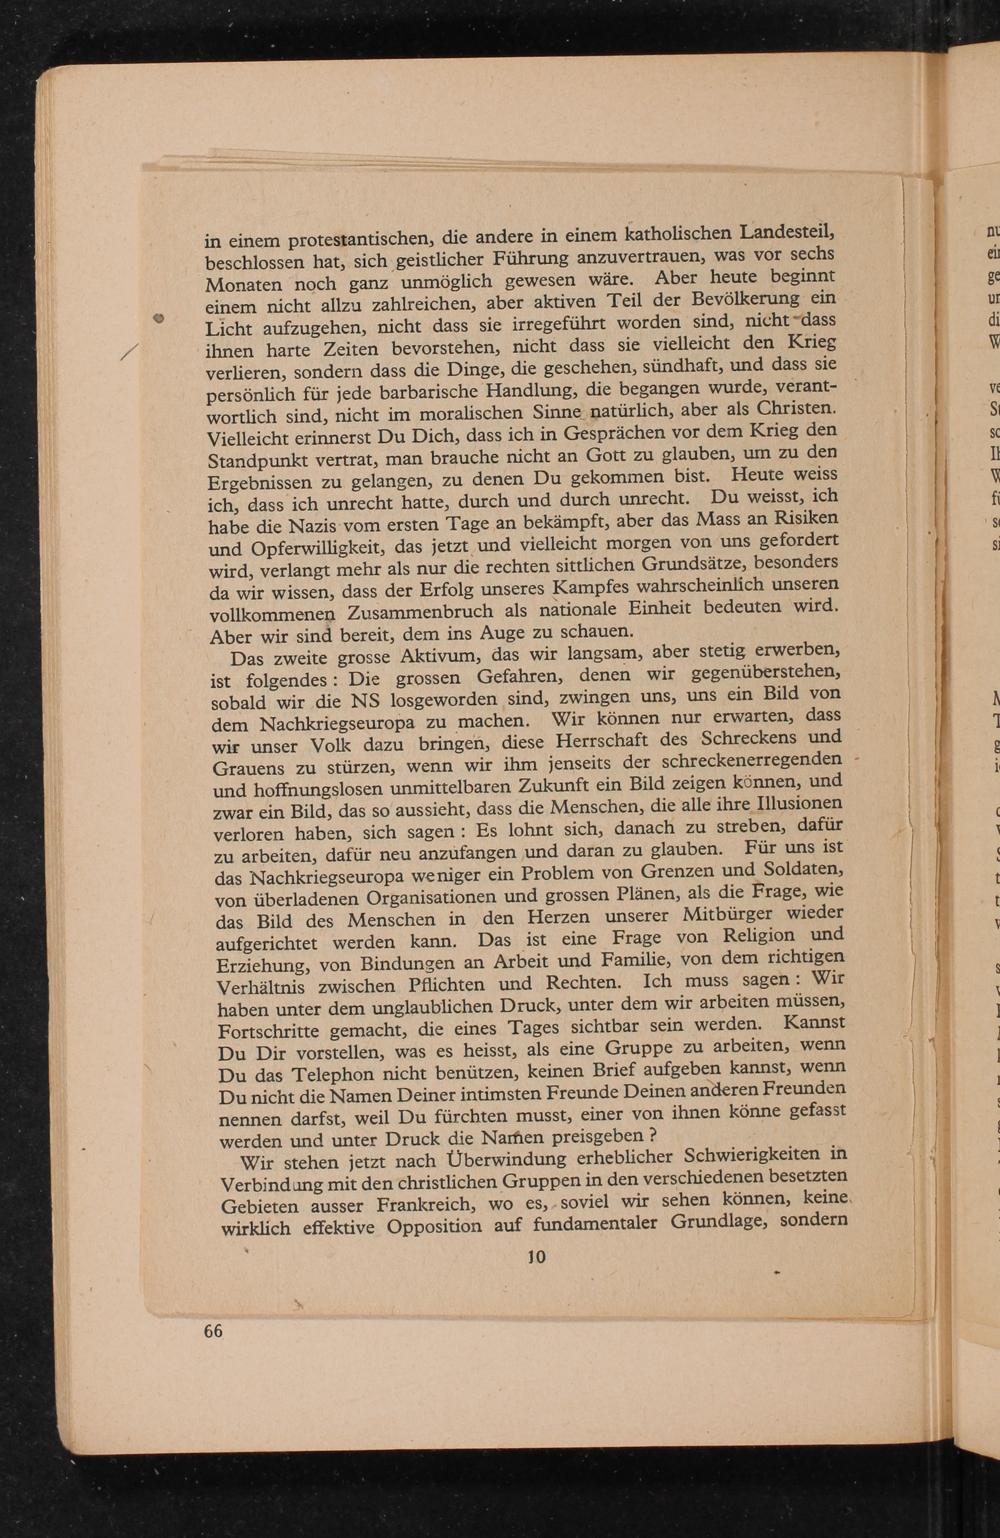 in einem protestantischen, die andere in einem katholischen Landesteil,
beschlossen hat, sich geistlicher Führung anzuvertrauen, was vor sechs
Monaten noch ganz unmöglich gewesen wäre. Aber heute beginnt
einem nicht allzu zahlreichen, aber aktiven Teil der Bevölkerung ein
Licht aufzugehen, nicht dass sie irregeführt worden sind, nicht dass
ihnen harte Zeiten bevorstehen, nicht dass sie vielleicht den Krieg
verlieren, sondern dass die Dinge, die geschehen, sündhaft, und dass sie
persönlich für jede barbarische Handlung, die begangen wurde, verant-
wortlich sind, nicht im moralischen Sinne natürlich, aber als Christen.
Vielleicht erinnerst Du Dich, dass ich in Gesprächen vor dem Krieg den
Standpunkt vertrat, man brauche nicht an Gott zu glauben, um zu den
Ergebnissen zu gelangen, zu denen Du gekommen bist. Heute weiss
ich, dass ich unrecht hatte, durch und durch unrecht. Du weisst, ich
habe die Nazis vom ersten Tage an bekämpft, aber das Mass an Risiken
und Opferwilligkeit, das jetzt und vielleicht morgen von uns gefordert
wird, verlangt mehr als nur die rechten sittlichen Grundsätze, besonders
da wir wissen, dass der Erfolg unseres Kampfes wahrscheinlich unseren
vollkommenen Zusammenbruch als nationale Einheit bedeuten wird.
Aber wir sind bereit, dem ins Auge zu schauen.
Das zweite grosse Aktivum, das wir langsam, aber stetig erwerben,
ist folgendes : Die grossen Gefahren, denen wir gegenüberstehen,
sobald wir die NS losgeworden sind, zwingen uns, uns ein Bild von
dem Nachkriegseuropa zu machen. Wir können nur erwarten, dass
wir unser Volk dazu bringen, diese Herrschaft des Schreckens und
Grauens zu stürzen, wenn wir ihm jenseits der schreckenerregenden
und hoffnungslosen unmittelbaren Zukunft ein Bild zeigen können, und
zwar ein Bild, das so aussieht, dass die Menschen, die alle ihre Illusionen
verloren haben, sich sagen : Es lohnt sich, danach zu streben, dafür
zu arbeiten, dafür neu anzufangen und daran zu glauben. Für uns ist
das Nachkriegseuropa weniger ein Problem von Grenzen und Soldaten,
von überladenen Organisationen und grossen Plänen, als die Frage, wie
das Bild des Menschen in den Herzen unserer Mitbürger wieder
aufgerichtet werden kann. Das ist eine Frage von Religion und
Erziehung, von Bindungen an Arbeit und Familie, von dem richtigen
Verhältnis zwischen Pflichten und Rechten. Ich muss sagen : Wir
haben unter dem unglaublichen Druck, unter dem wir arbeiten müssen,
Fortschritte gemacht, die eines Tages sichtbar sein werden. Kannst
Du Dir vorstellen, was es heisst, als eine Gruppe zu arbeiten, wenn
Du das Telephon nicht benützen, keinen Brief aufgeben kannst, wenn
Du nicht die Namen Deiner intimsten Freunde Deinen anderen Freunden
nennen darfst, weil Du fürchten musst, einer von ihnen könne gefasst
werden und unter Druck die Namen preisgeben ?
Wir stehen jetzt nach Überwindung erheblicher Schwierigkeiten in
Verbindung mit den christlichen Gruppen in den verschiedenen besetzten
Gebieten ausser Frankreich, wo es, soviel wir sehen können, keine
wirklich effektive Opposition auf fundamentaler Grundlage, sondern
10
66